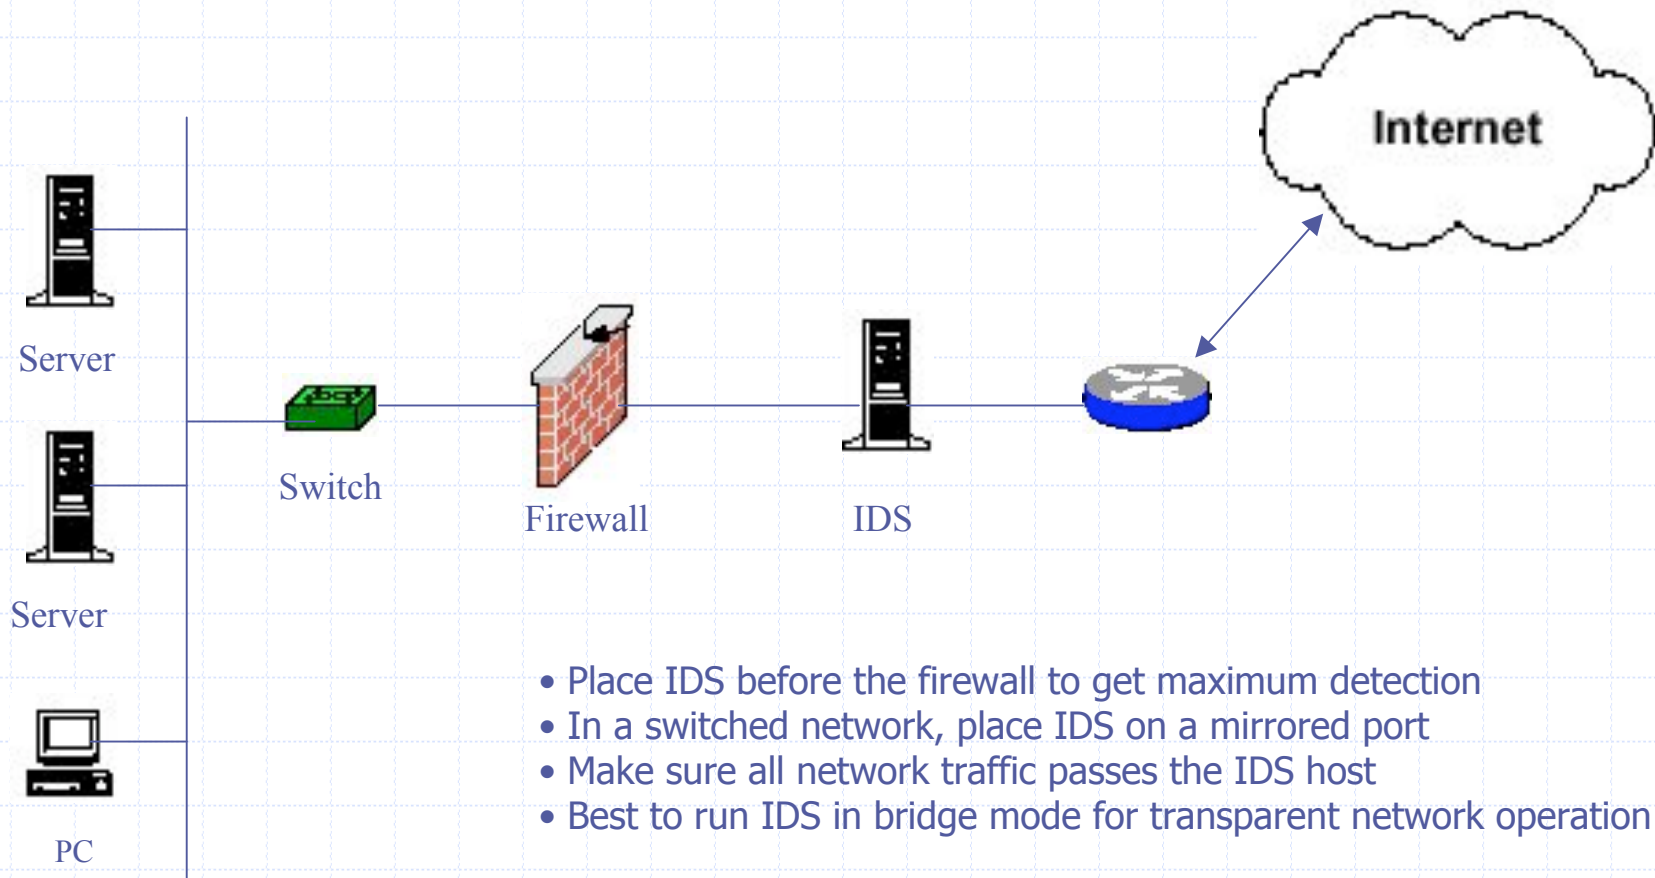 Internet
Server
Switch
Firewall
IDS
Server
• Place IDS before the firewall to get maximum detection
• In a switched network, place IDS on a mirrored port
• Make sure all network traffic passes the IDS host
• Best to run IDS in bridge mode for transparent network operation
PC